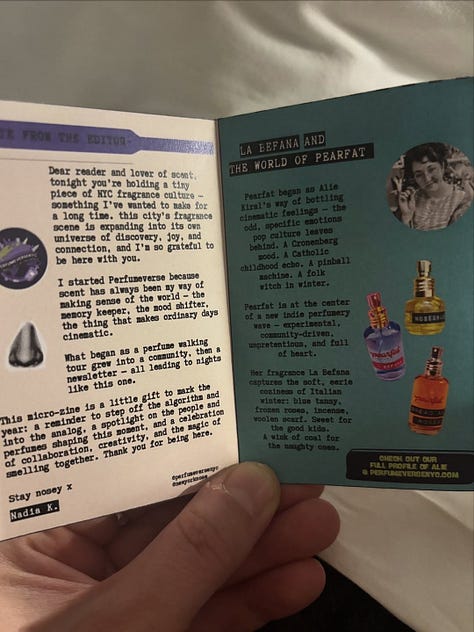 TE FROM THE EDITOR
Dear reader and lover of scent,
tonight you're holding a tiny
piece of NYC fragrance culture —
something I've wanted to make for
a long time. this city's fragrance
scene is expanding into its own
universe of discovery, joy, and
connection, and I'm so grateful to
be here with you.
I started Perfumeverse because
scent has always been my way of
making sense of the world — the
memory keeper, the mood shifter,
the thing that makes ordinary days
cinematic.
What began as a perfume walking
tour grew into a community, then a
newsletter — all leading to nights
like this one.
This micro-zine is a little gift to mark the
year: a reminder to step off the algorithm and
into the analog, a spotlight on the people and
perfumes shaping this moment, and a celebration
of collaboration, creativity, and the magic of
smelling together. Thank you for being here.
Stay nosey x
Nadia K.
@perfumeversenyc
LA BEFANA AND
THE WORLD OF PEARFAT
Pearfat began as Alie
Kiral's way of bottling
cinematic feelings — the
odd, specific emotions
pop culture leaves
behind. A Cronenberg
mood. A Catholic
childhood echo. A pinball
machine. A folk
witch in winter.
Pearfat is at the center
of a new indie perfumery
wave — experimental,
community-driven,
unpretentious, and full
of heart.
Her fragrance La Befana
captures the soft, eerie
coziness of Italian
winter: blue tansy,
frozen roses, incense,
woolen scarf. Sweet for
the good kids.
A wink of coal for
the naughty ones.
CHECK OUT OUR
FULL PROFILE OF ALIE
@ PERFUMEVERSENYC.COM